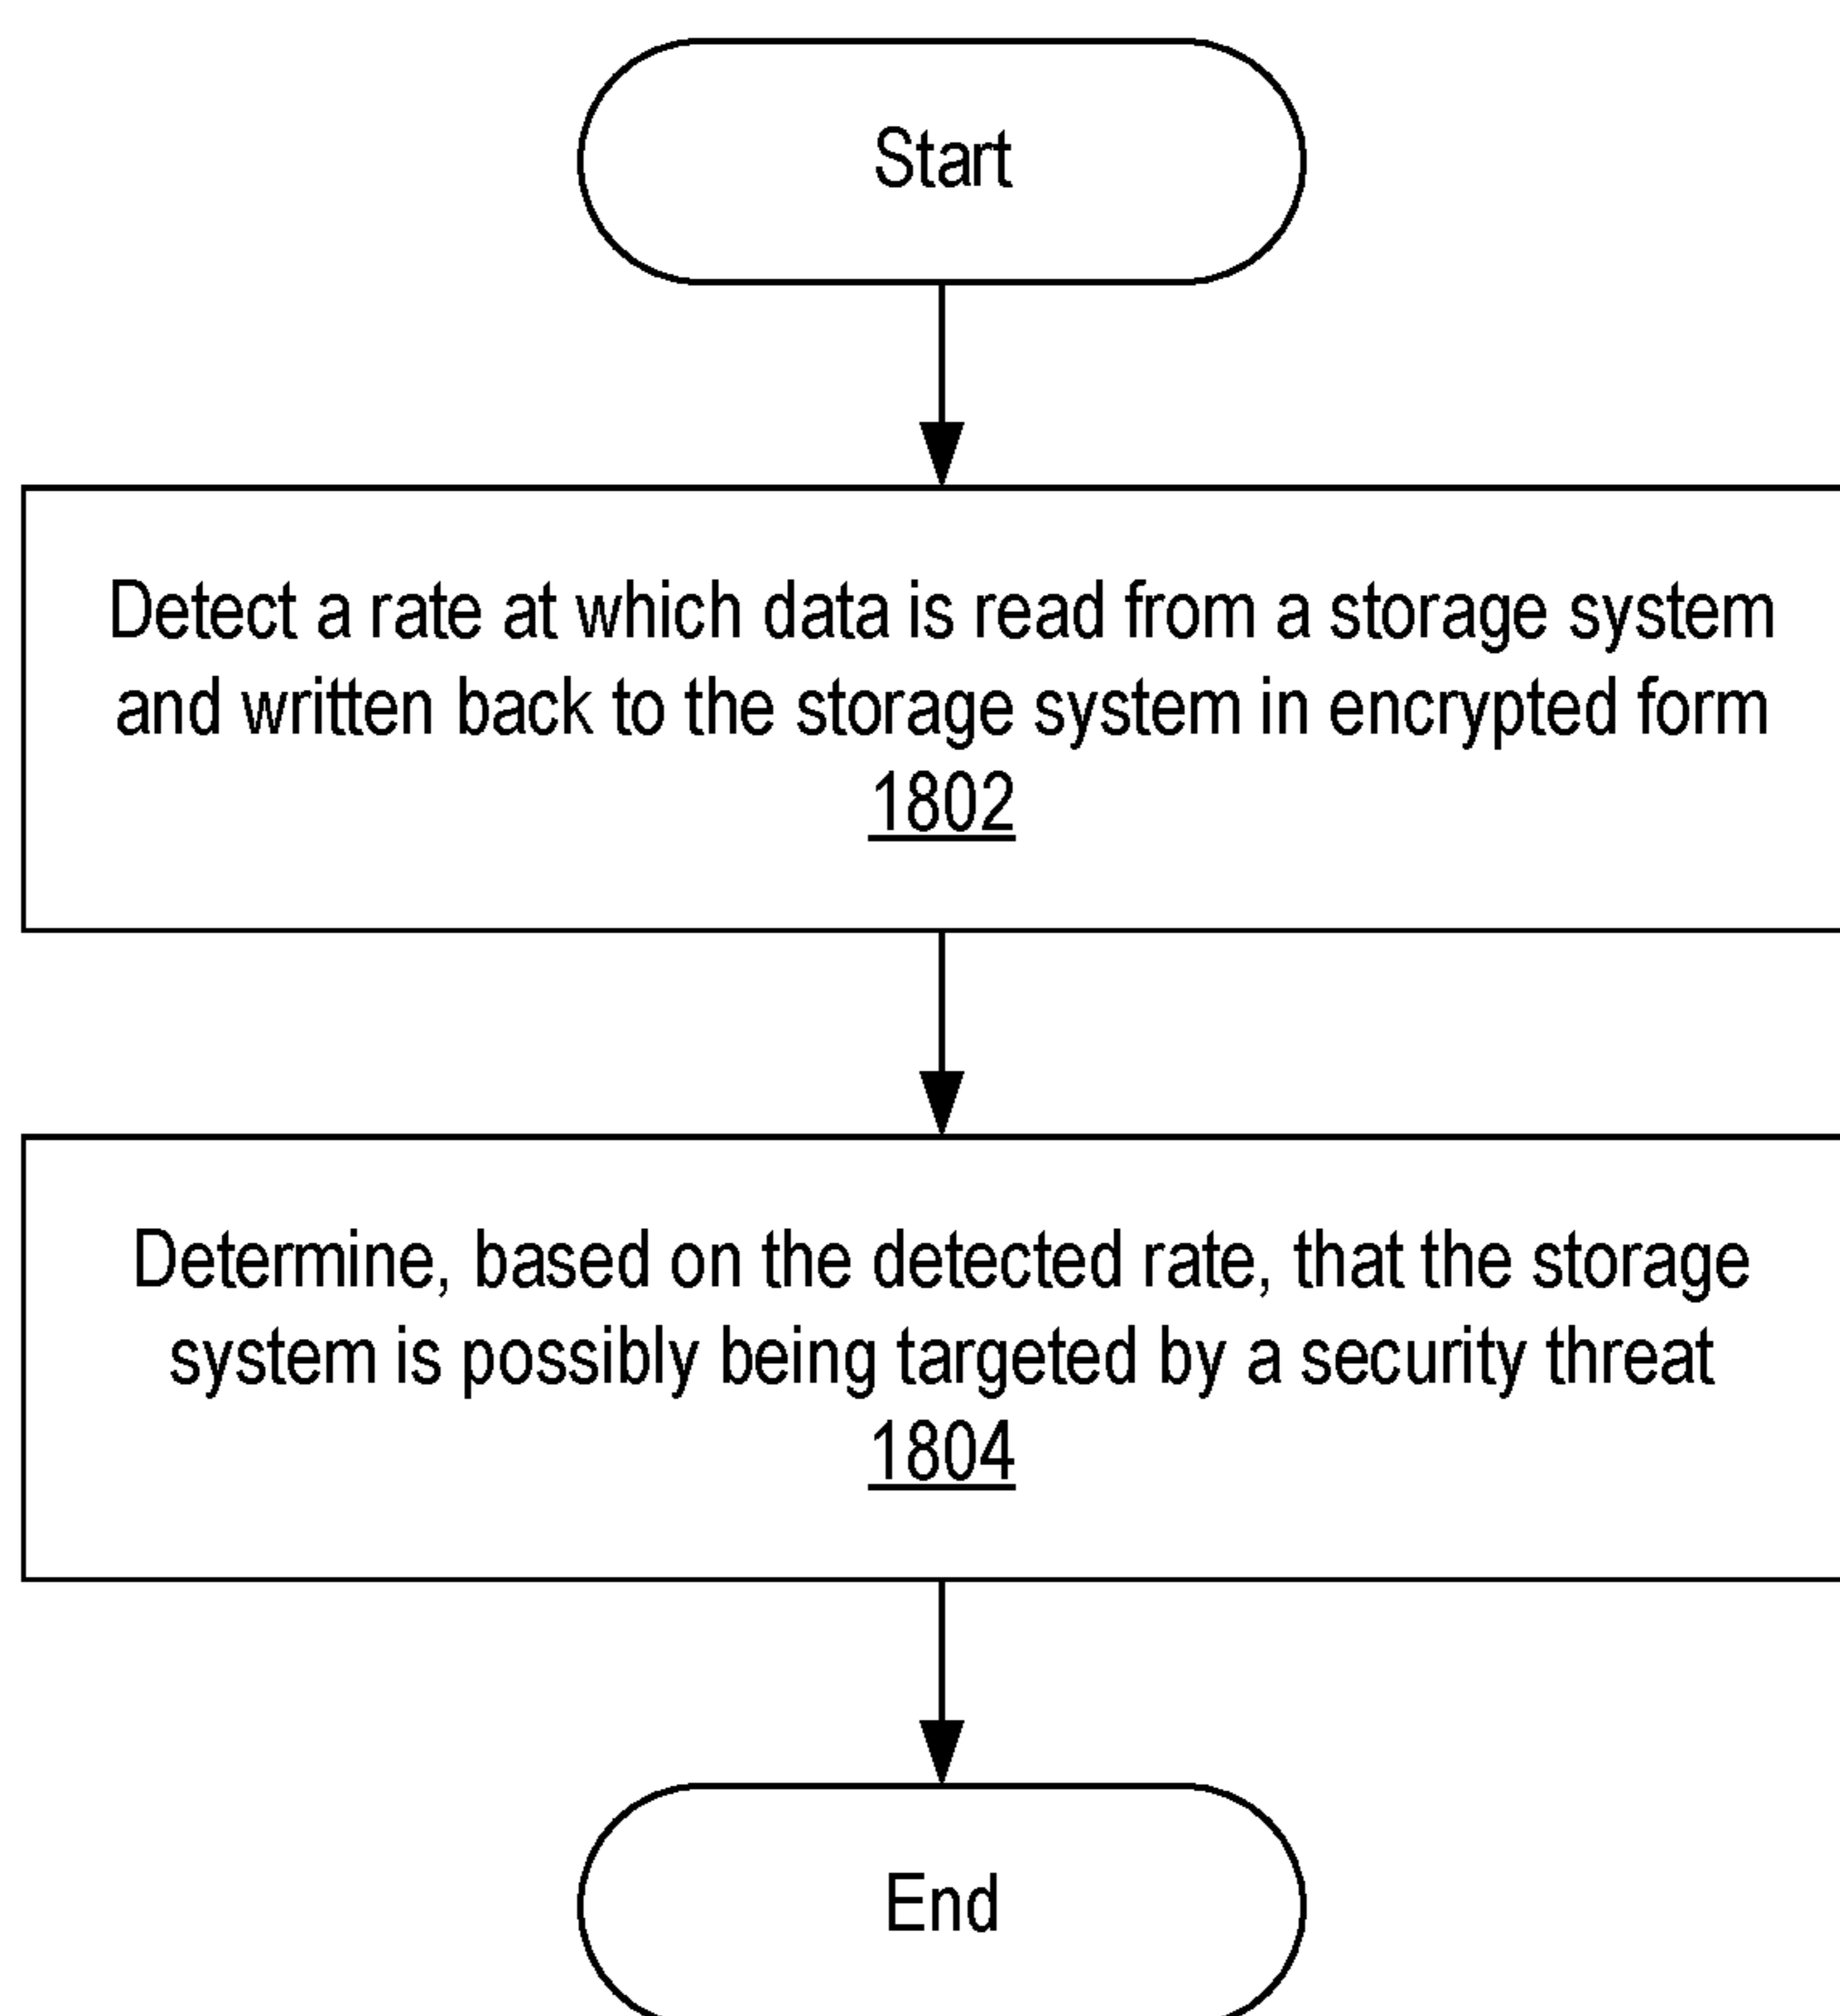 Start
Detect a rate at which data is read from a storage system
and written back to the storage system in encrypted form
1802
Determine, based on the detected rate, that the storage
system is possibly being targeted by a security threat
1804
End